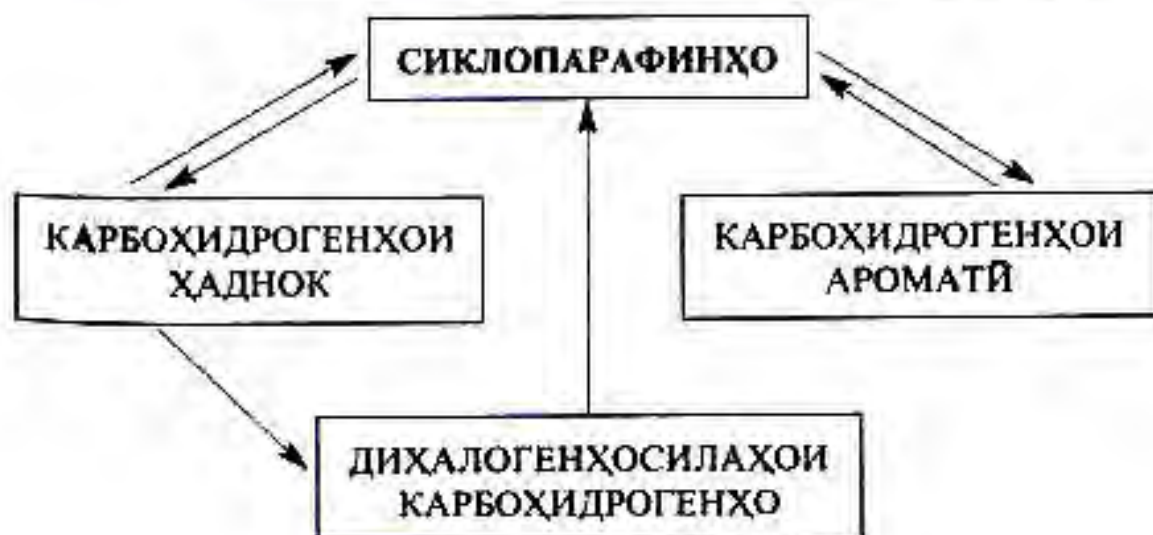 СИКЛОПАРАФИНҲО
КАРБОҲИДРОГЕНҲОИ
ҲАДНОК
КАРБОҲИДРОГЕНҲОИ
АРОМАТӢ
ДИҲАЛОГЕНҲОСИЛАҲОИ
КАРБОҲИДРОГЕНҲО